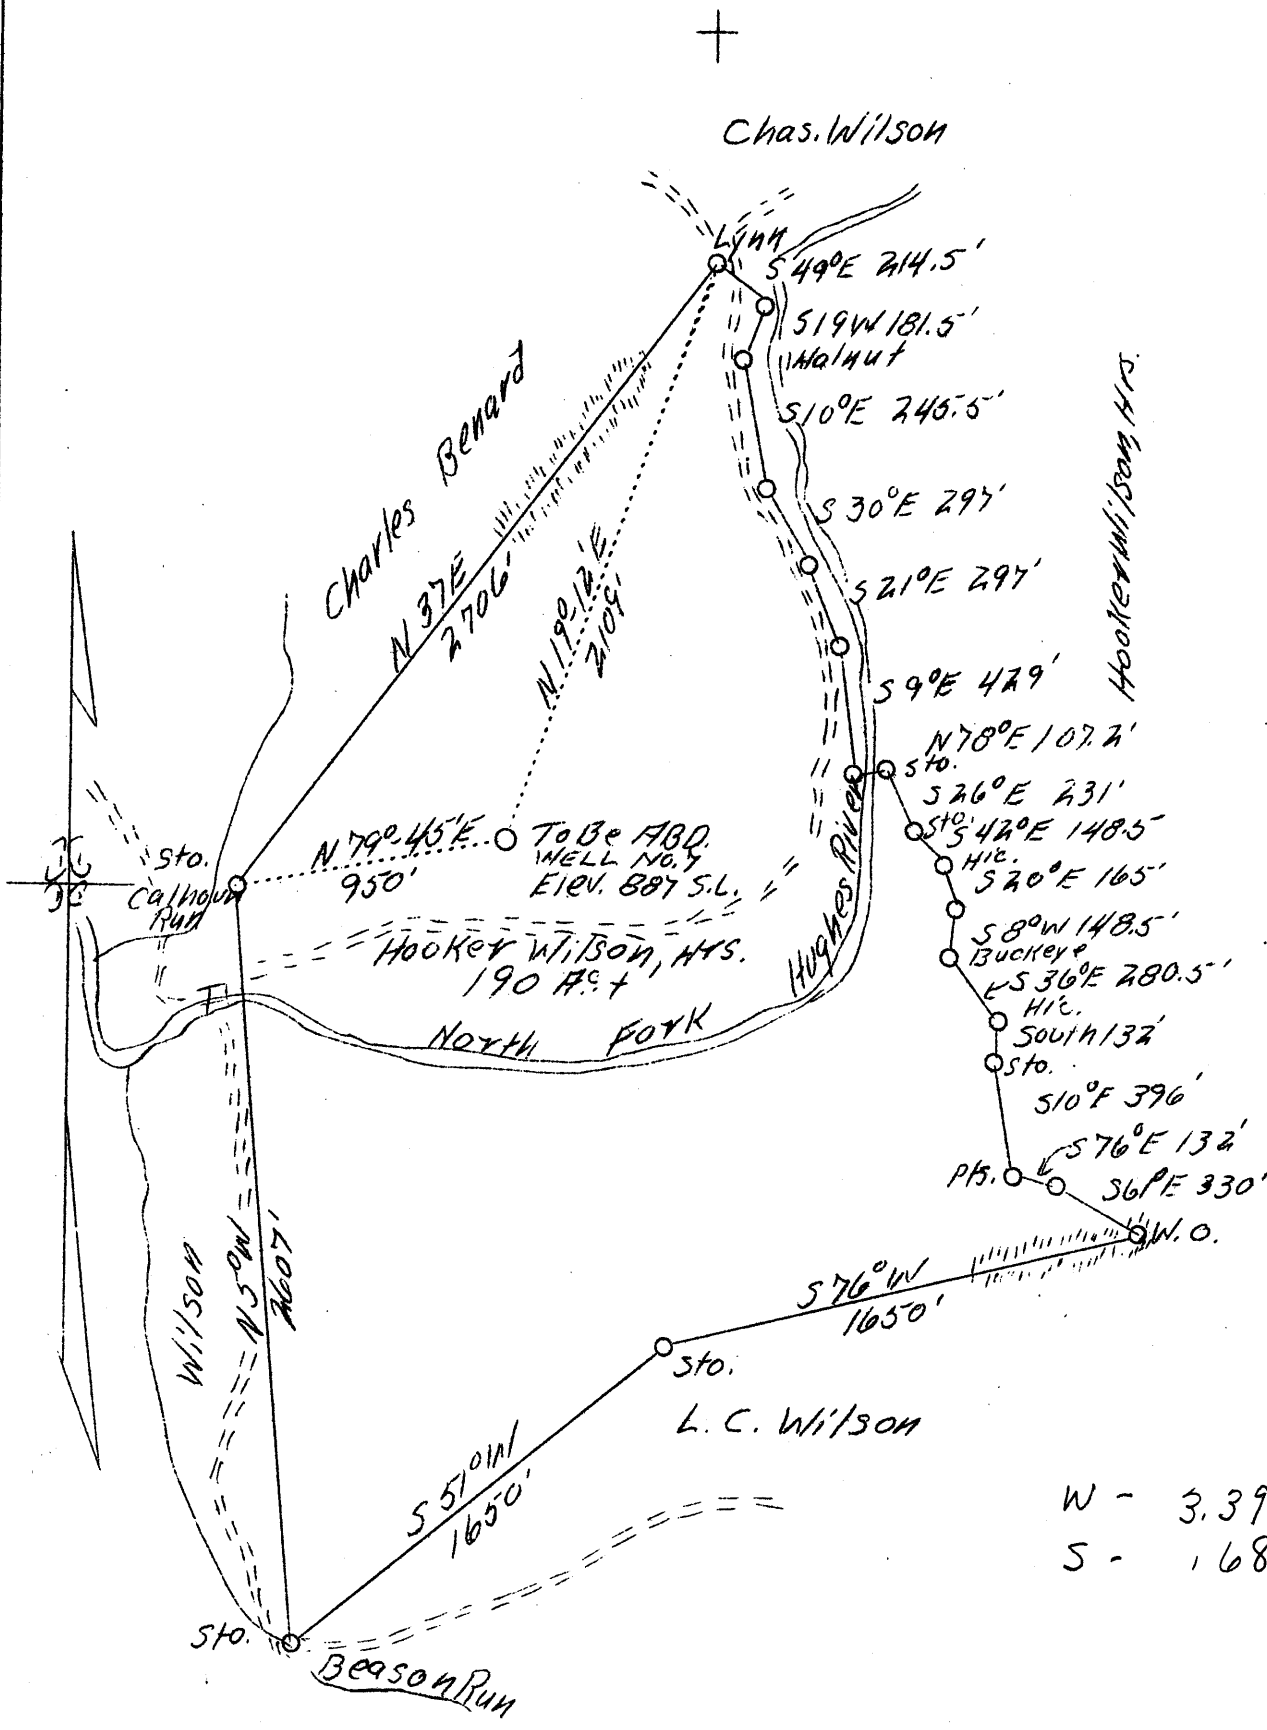 Chas. Wilson
Lynn
S 49°E 214.5'
S19W 181.5'
Walnut
S10°E 245.5'
Charles Benard
Hooker Wilson, Hrs.
S 30°E 297'
S 21°E 297'
N 37E
2706'
N 19°-12'E
2109'
S 9°E 429'
N 78°E 107.2'
Sto.
S 26°E 231'
Sto.
S 42°E 148.5'
Hic.
S 20°E 165'
Sto.
Calhoun
Run
N 79°-45'E
950'
To Be ABD.
WELL NO. 7
Elev. 887 S.L.
Hughes River
S 8°W 148.5'
Buckeye
S 36°E 280.5'
Hic.
Hooker Wilson, Hrs.
190 Ac. +
South 132'
Sto.
North Fork
S10°E 396'
S 76°E 132'
Pts.
S61°E 330'
W. O.
Wilson
N 5°W
2607'
S 76°W
1650'
Sto.
L. C. Wilson
S 51°W
1650'
W - 3.39
S - .68
Sto.
Beason Run